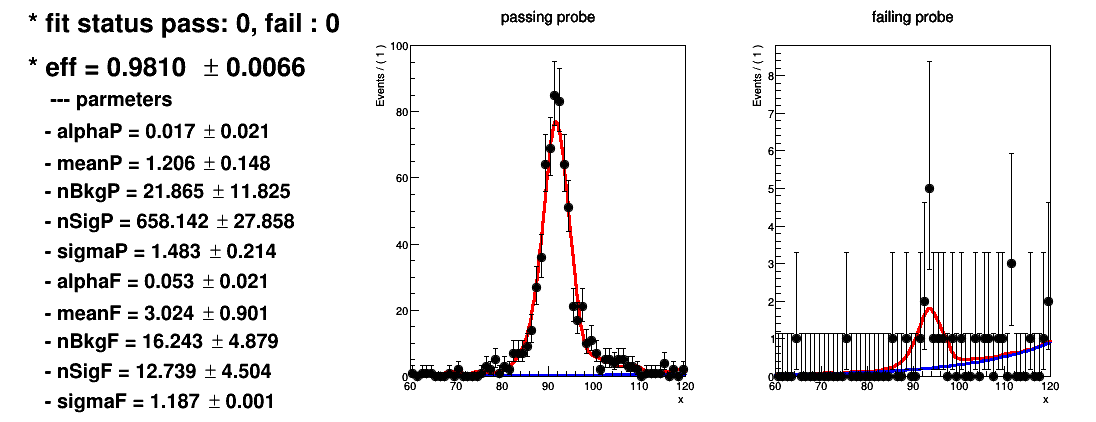 * fit status pass: 0, fail : 0
* eff = 0.9810 ± 0.0066
--- parmeters
- alphaP = 0.017 ± 0.021
- meanP = 1.206 ± 0.148
- nBkgP = 21.865 ± 11.825
- nSigP = 658.142 ± 27.858
- sigmaP = 1.483 ± 0.214
- alphaF = 0.053 ± 0.021
- meanF = 3.024 ± 0.901
- nBkgF = 16.243 ± 4.879
- nSigF = 12.739 ± 4.504
- sigmaF = 1.187 ± 0.001
passing probe
Events / ( 1 )
100
80
60
40
20
0
60 70 80 90 100 110 120
x
failing probe
Events / ( 1 )
8
7
6
5
4
3
2
1
0
60 70 80 90 100 110 120
x